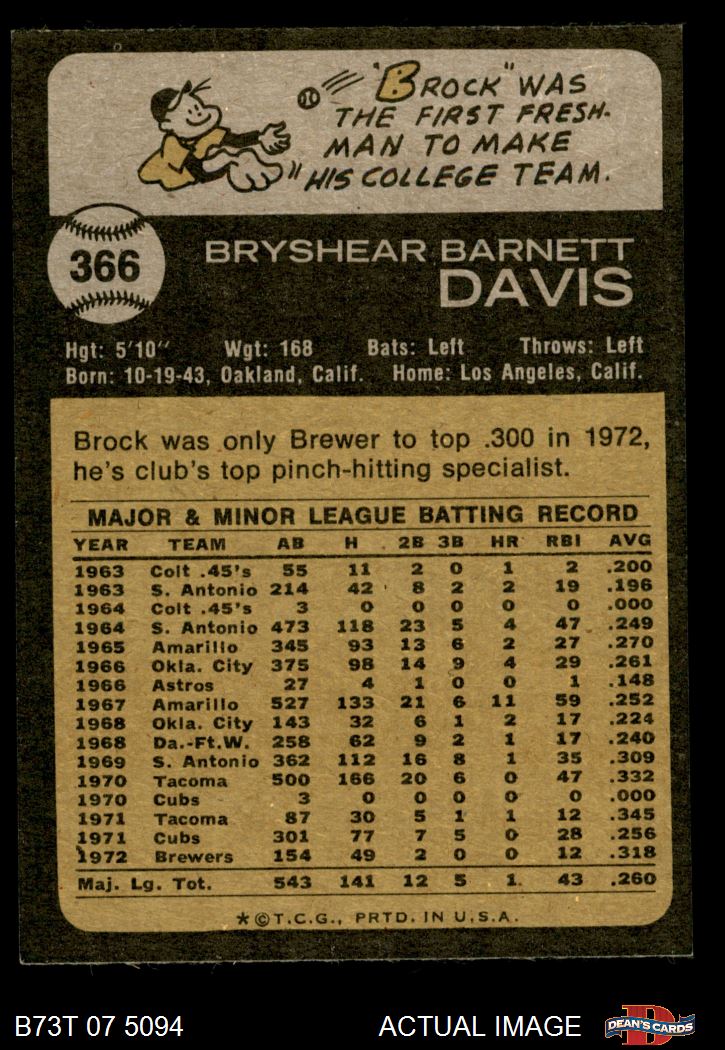 "BROCK" WAS
THE FIRST FRESH-
MAN TO MAKE
HIS COLLEGE TEAM.
366
BRYSHEAR BARNETT
DAVIS
Hgt: 5'10" Wgt: 168 Bats: Left Throws: Left
Born: 10-19-43, Oakland, Calif. Home: Los Angeles, Calif.
Brock was only Brewer to top .300 in 1972,
he's club's top pinch-hitting specialist.
MAJOR & MINOR LEAGUE BATTING RECORD
YEAR TEAM AB H 2B 3B HR RBI AVG
1963 Colt .45's 55 11 2 0 1 2 .200
1963 S. Antonio 214 42 8 2 2 19 .196
1964 Colt .45's 3 0 0 0 0 0 .000
1964 S. Antonio 473 118 23 5 4 47 .249
1965 Amarillo 345 93 13 6 2 27 .270
1966 Okla. City 375 98 14 9 4 29 .261
1966 Astros 27 4 1 0 0 1 .148
1967 Amarillo 527 133 21 6 11 59 .252
1968 Okla. City 143 32 6 1 2 17 .224
1968 Da.-Ft.W. 258 62 9 2 1 17 .240
1969 S. Antonio 362 112 16 8 1 35 .309
1970 Tacoma 500 166 20 6 0 47 .332
1970 Cubs 3 0 0 0 0 0 .000
1971 Tacoma 87 30 5 1 1 12 .345
1971 Cubs 301 77 7 5 0 28 .256
1972 Brewers 154 49 2 0 0 12 .318
Maj. Lg. Tot. 543 141 12 5 1 43 .260
*©T.C.G., PRTD. IN U.S.A.
B73T 07 5094 ACTUAL IMAGE
D
DEAN'S CARDS